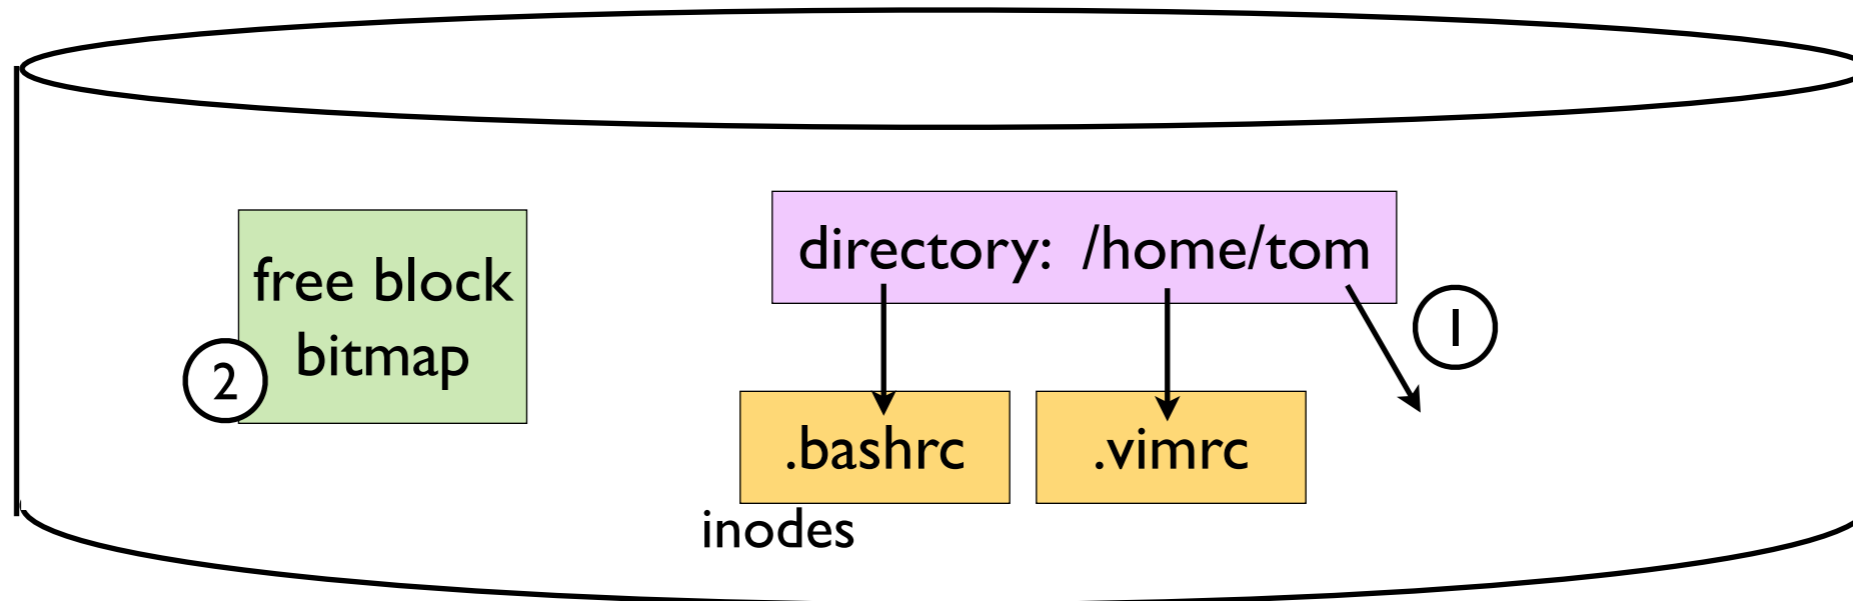 directory: /home/tom
free block
bitmap
1
2
.bashrc
.vimrc
inodes